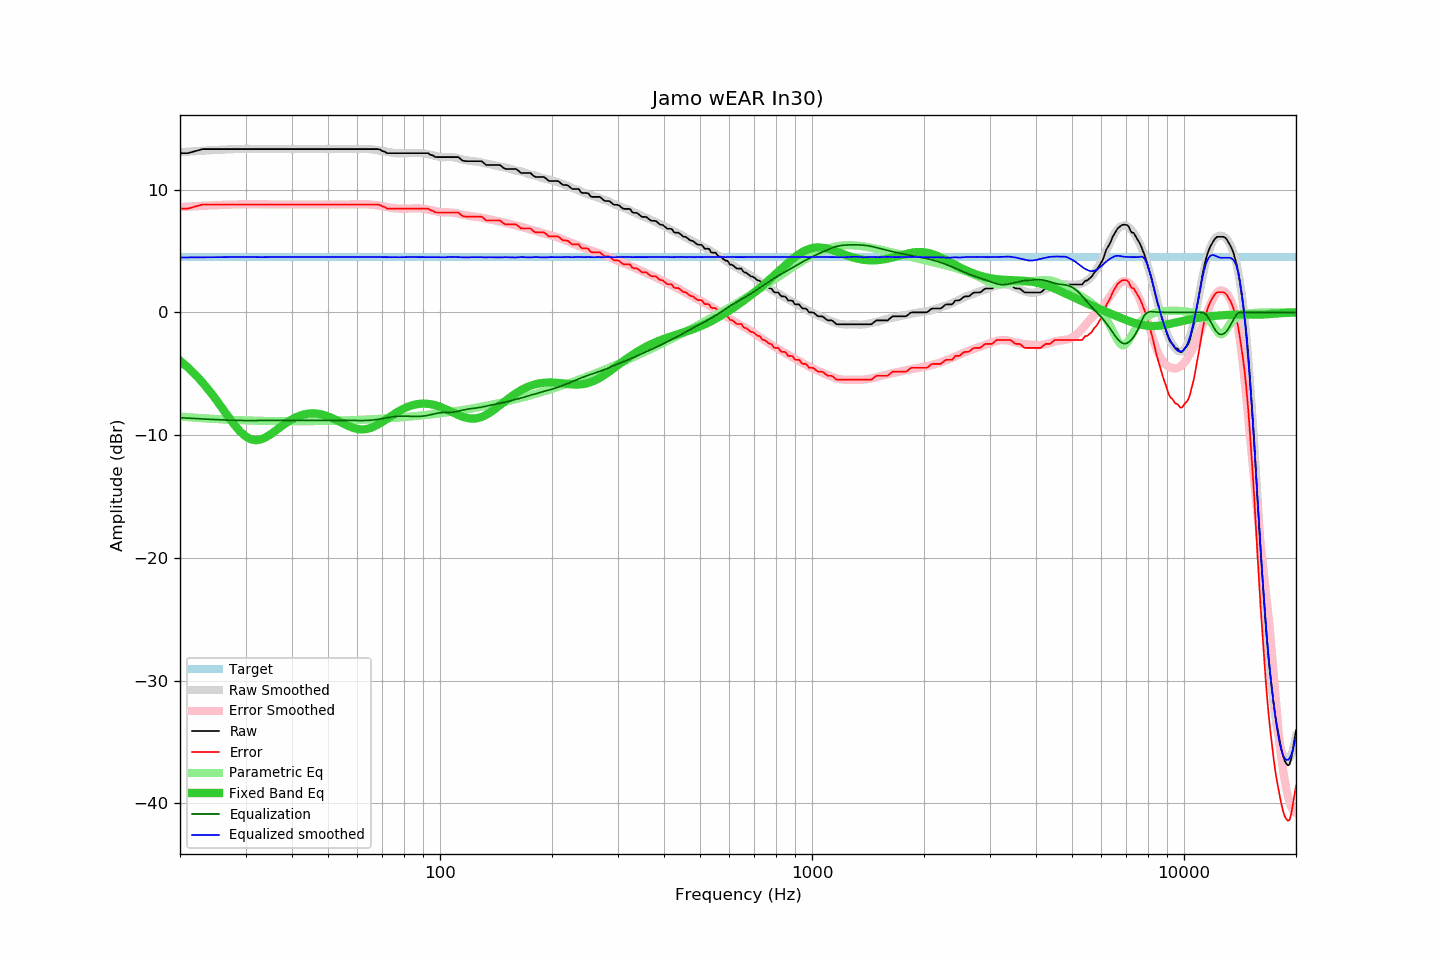 Jamo wEAR In30)
Amplitude (dBr)
10
0
−10
−20
−30
−40
Target
Raw Smoothed
Error Smoothed
Raw
Error
Parametric Eq
Fixed Band Eq
Equalization
Equalized smoothed
100
1000
10000
Frequency (Hz)